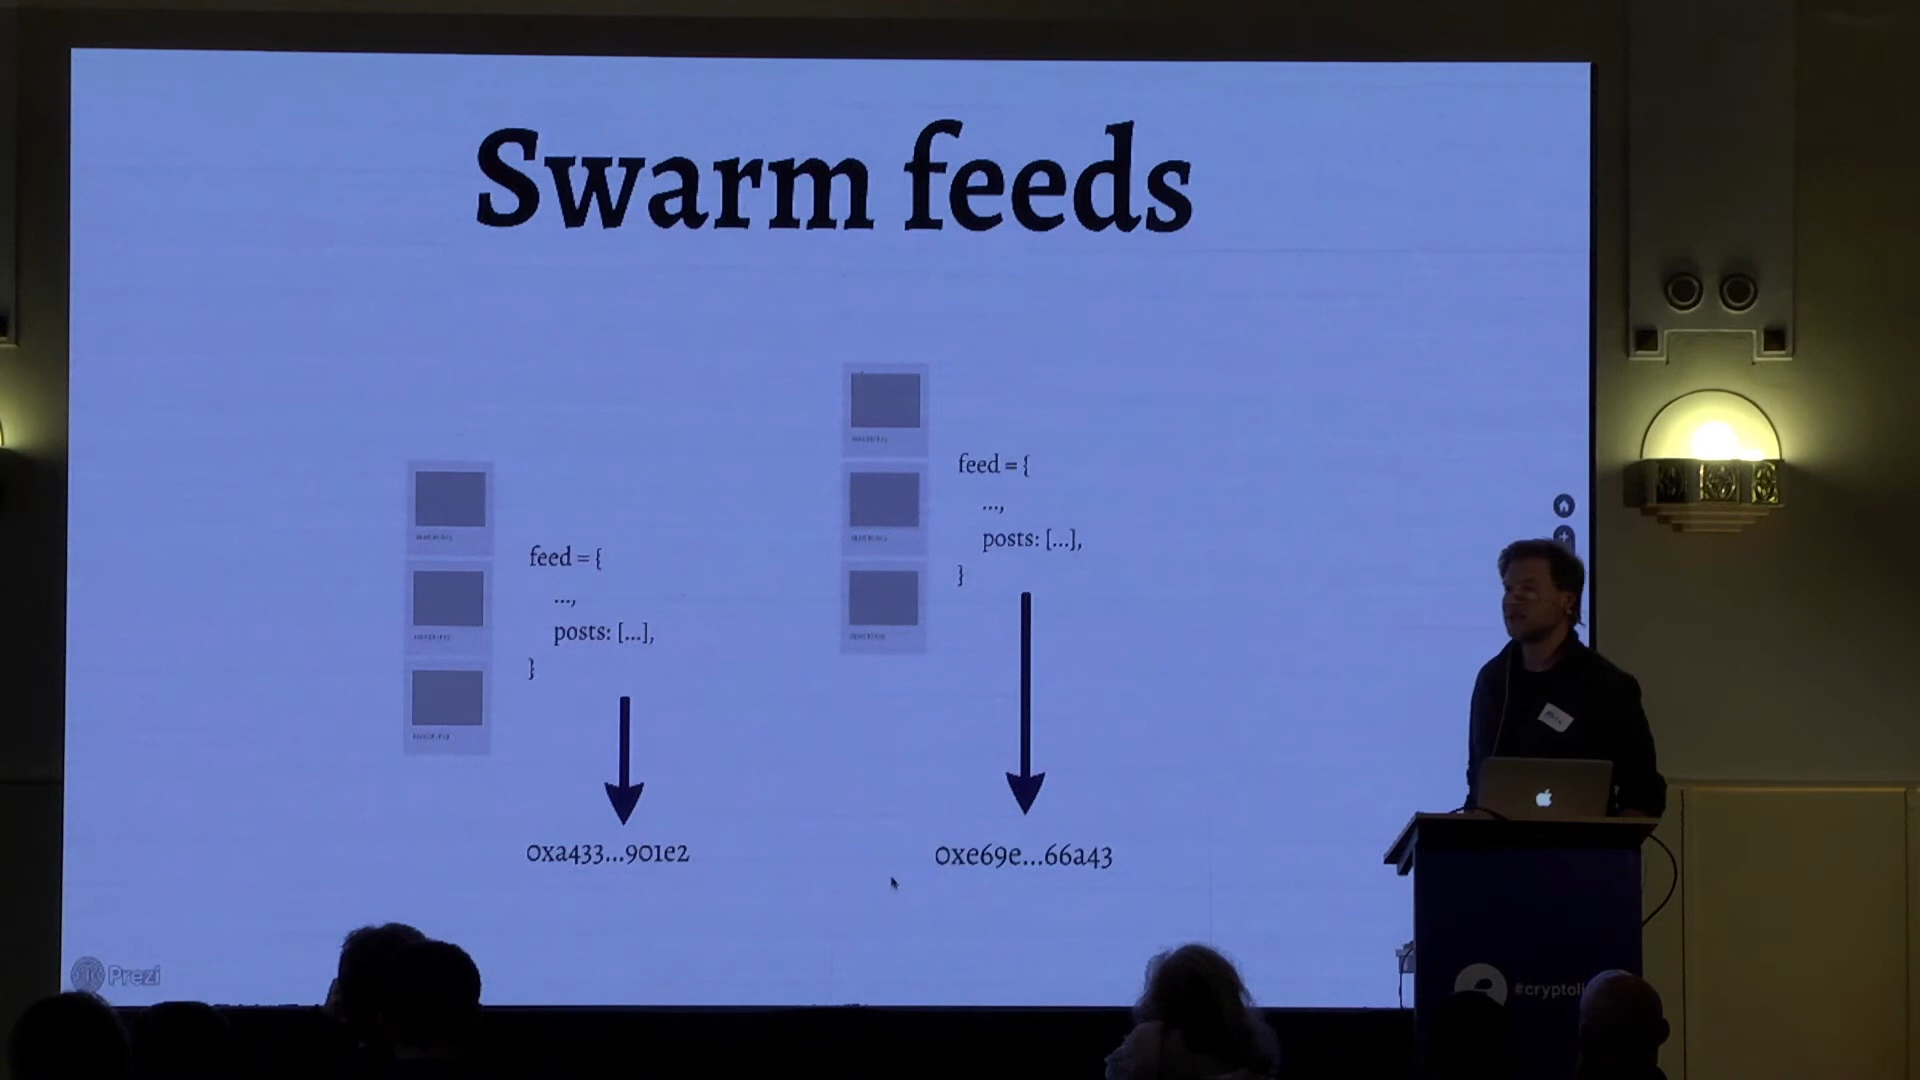 Swarm feeds
feed = {
...,
posts: [...],
}
0xa433...901e2
feed = {
...,
posts: [...],
}
0xe69e...66a43
Prezi
#cryptoli